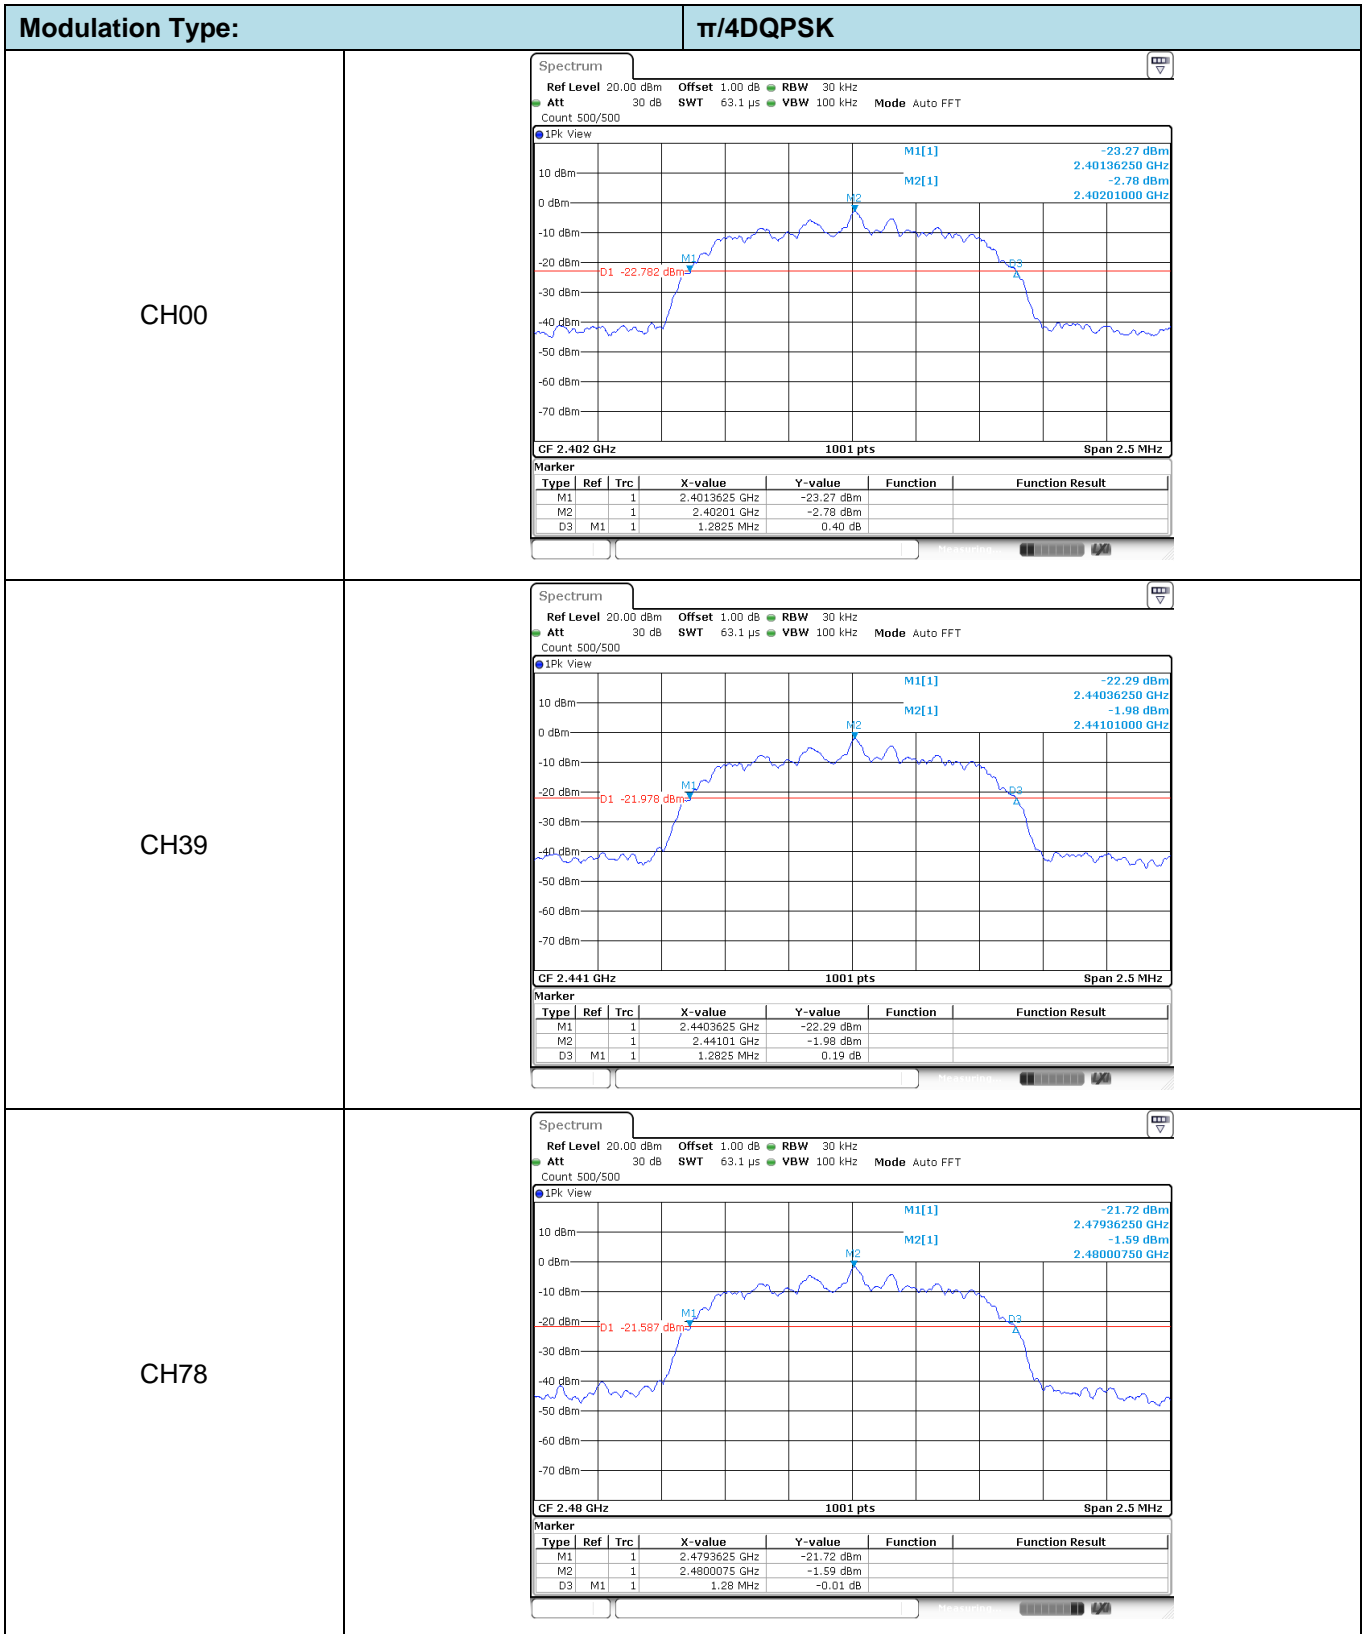 Modulation Type: π/4DQPSK
CH00
Spectrum
Ref Level 20.00 dBm Offset 1.00 dB RBW 30 kHz
Att 30 dB SWT 63.1 µs VBW 100 kHz Mode Auto FFT
Count 500/500
1Pk View
M1[1] -23.27 dBm
2.40136250 GHz
10 dBm
M2[1] -2.78 dBm
2.40201000 GHz
M2
0 dBm
-10 dBm
M1
-20 dBm
D3
D1 -22.782 dBm
-30 dBm
-40 dBm
-50 dBm
-60 dBm
-70 dBm
CF 2.402 GHz 1001 pts Span 2.5 MHz
Marker
Type Ref Trc X-value Y-value Function Function Result
M1 1 2.4013625 GHz -23.27 dBm
M2 1 2.40201 GHz -2.78 dBm
D3 M1 1 1.2825 MHz 0.40 dB
Measuring... LXI
CH39
Spectrum
Ref Level 20.00 dBm Offset 1.00 dB RBW 30 kHz
Att 30 dB SWT 63.1 µs VBW 100 kHz Mode Auto FFT
Count 500/500
1Pk View
M1[1] -22.29 dBm
2.44036250 GHz
10 dBm
M2[1] -1.98 dBm
2.44101000 GHz
M2
0 dBm
-10 dBm
M1
-20 dBm
D3
D1 -21.978 dBm
-30 dBm
-40 dBm
-50 dBm
-60 dBm
-70 dBm
CF 2.441 GHz 1001 pts Span 2.5 MHz
Marker
Type Ref Trc X-value Y-value Function Function Result
M1 1 2.4403625 GHz -22.29 dBm
M2 1 2.44101 GHz -1.98 dBm
D3 M1 1 1.2825 MHz 0.19 dB
Measuring... LXI
CH78
Spectrum
Ref Level 20.00 dBm Offset 1.00 dB RBW 30 kHz
Att 30 dB SWT 63.1 µs VBW 100 kHz Mode Auto FFT
Count 500/500
1Pk View
M1[1] -21.72 dBm
2.47936250 GHz
10 dBm
M2[1] -1.59 dBm
2.48000750 GHz
M2
0 dBm
-10 dBm
M1
-20 dBm
D3
D1 -21.587 dBm
-30 dBm
-40 dBm
-50 dBm
-60 dBm
-70 dBm
CF 2.48 GHz 1001 pts Span 2.5 MHz
Marker
Type Ref Trc X-value Y-value Function Function Result
M1 1 2.4793625 GHz -21.72 dBm
M2 1 2.4800075 GHz -1.59 dBm
D3 M1 1 1.28 MHz -0.01 dB
Measuring... LXI